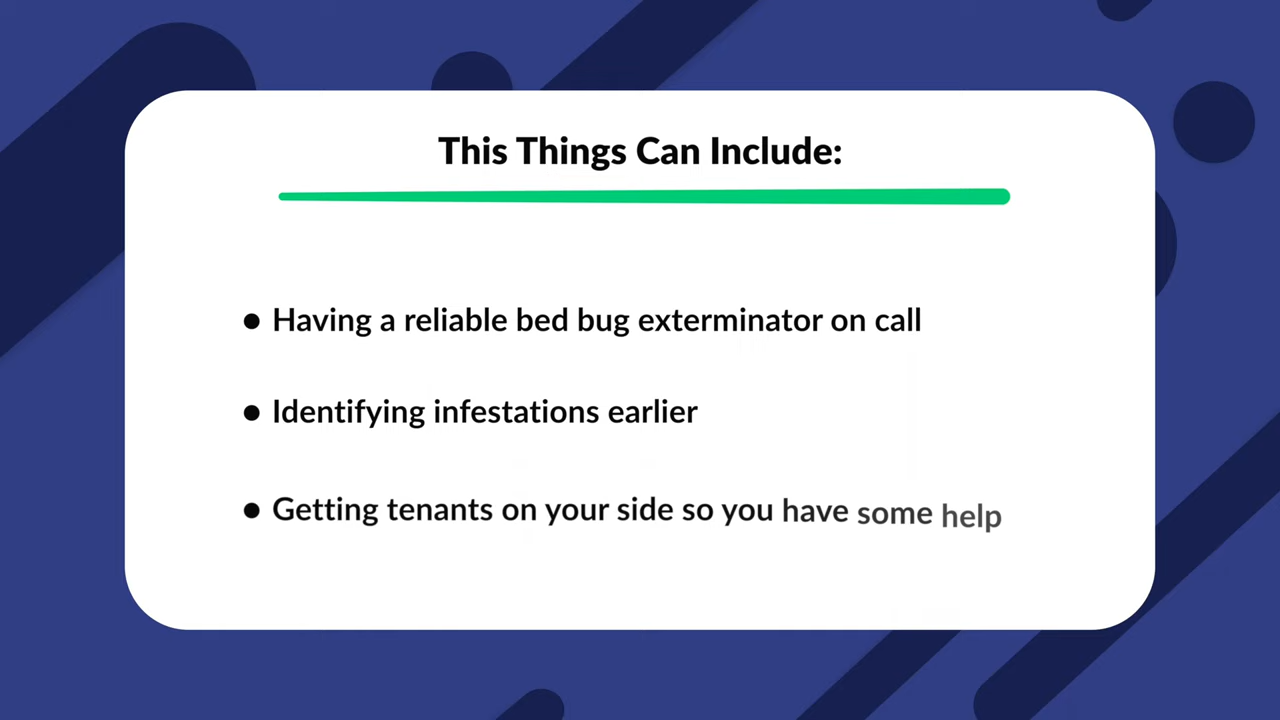 This Things Can Include:
● Having a reliable bed bug exterminator on call
● Identifying infestations earlier
● Getting tenants on your side so you have some help